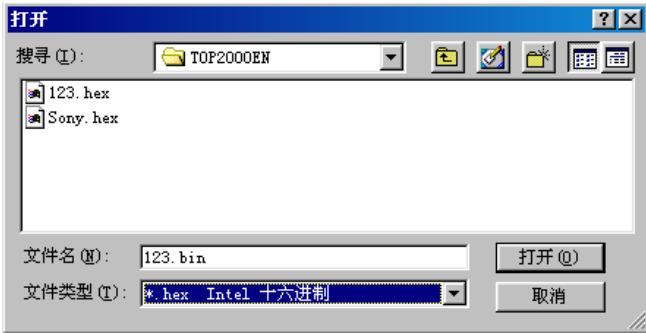 打开
搜寻(I): TOP2000EN
123.hex
Sony.hex
文件名(N): 123.bin 打开(O)
文件类型(T): *.hex Intel 十六进制 取消